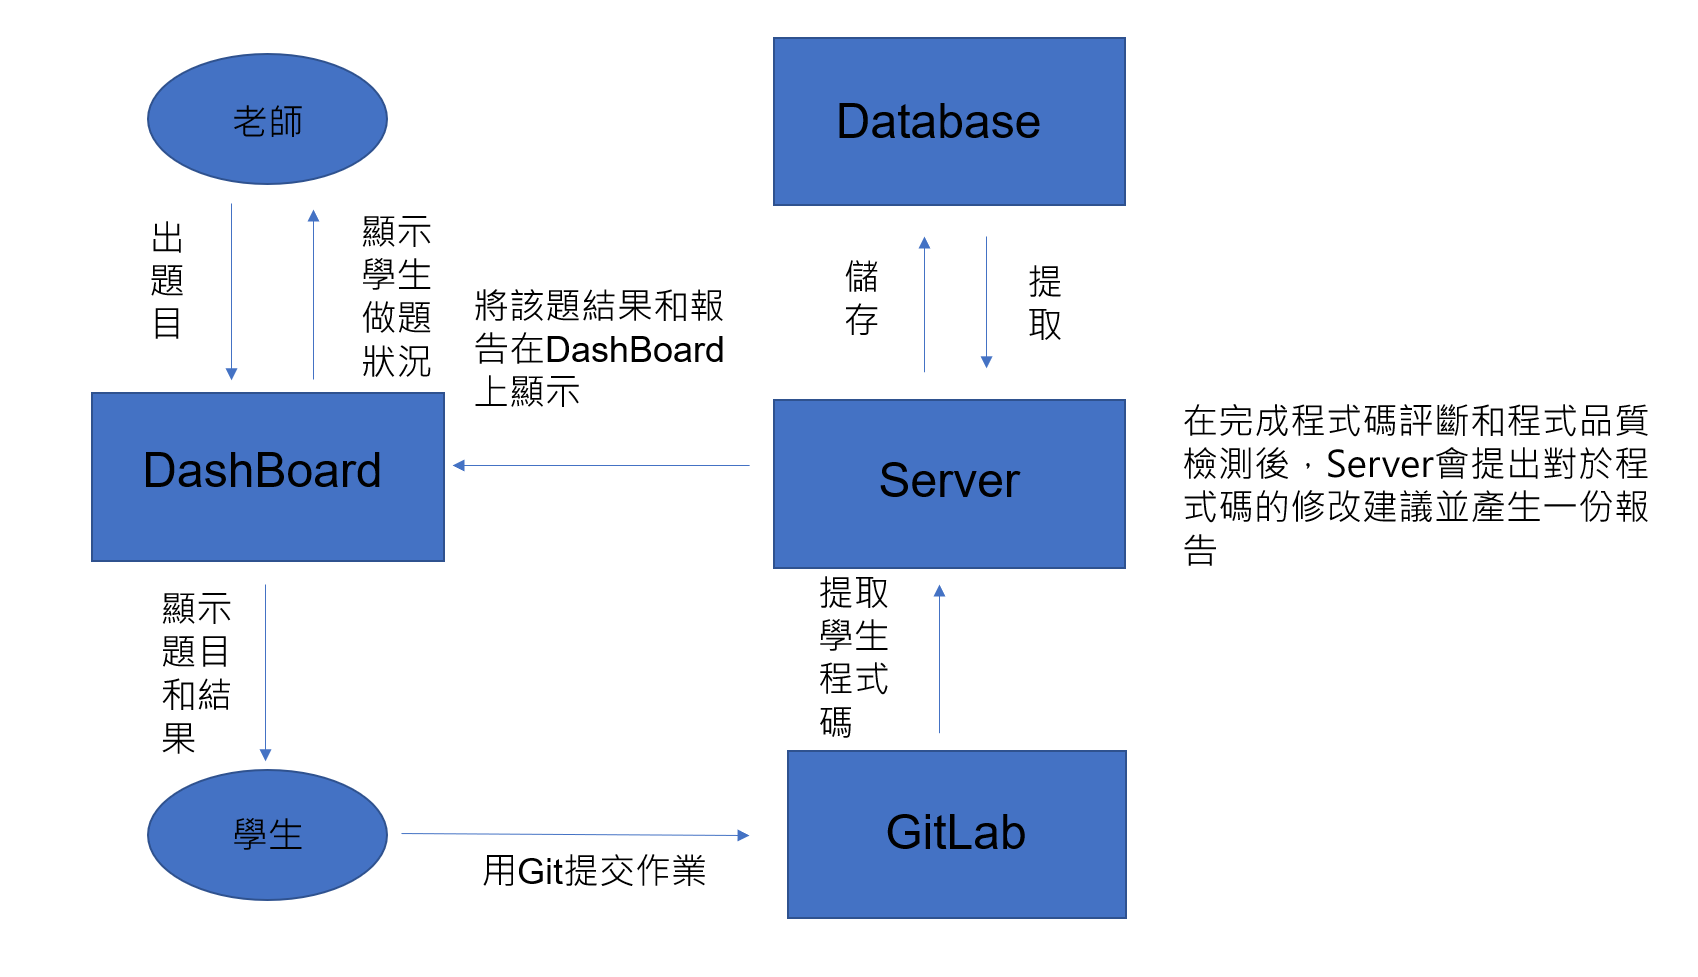 老師
Database
出
題
目
顯示
學生
做題
狀況
將該題結果和報
告在DashBoard
上顯示
儲
存
提
取
DashBoard
Server
在完成程式碼評斷和程式品質
檢測後，Server會提出對於程
式碼的修改建議並產生一份報
告
顯示
題目
和結
果
提取
學生
程式
碼
學生
用Git提交作業
GitLab